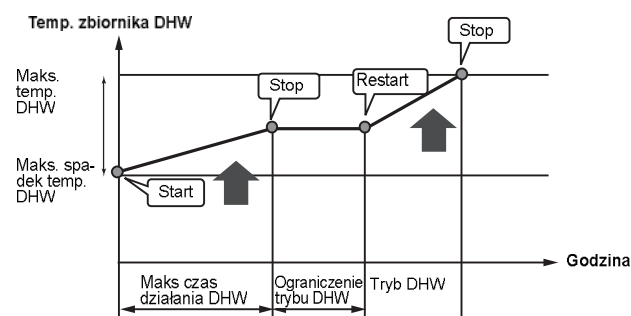 Temp. zbiornika DHW
Stop
Maks.
temp.
DHW
Stop
Restart
Maks. spa-
dek temp.
DHW
Start
Godzina
Maks czas
działania DHW
Ograniczenie
trybu DHW
Tryb DHW